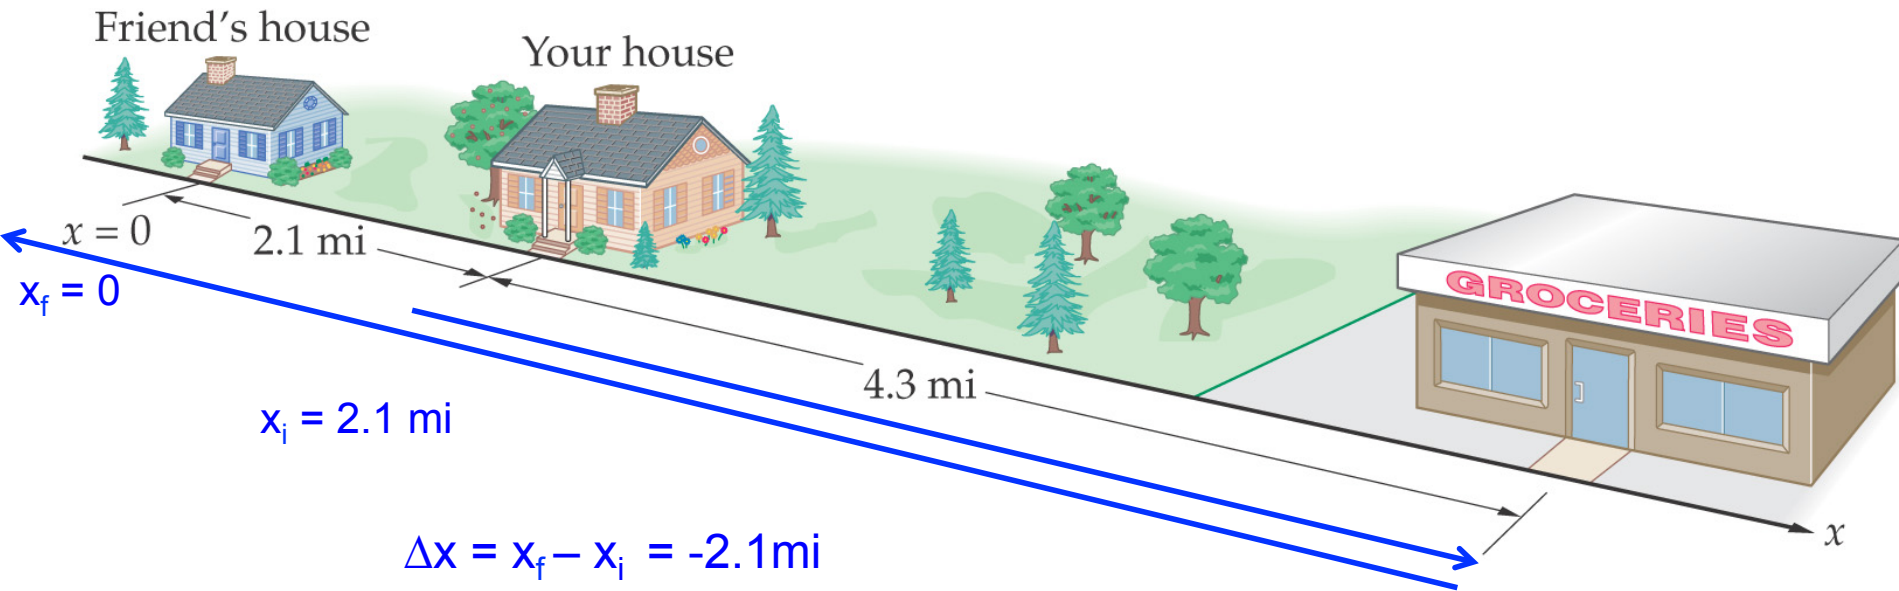 Friend's house
Your house
x = 0
2.1 mi
x_f = 0
GROCERIES
4.3 mi
x_i = 2.1 mi
x
Δx = x_f – x_i = -2.1mi